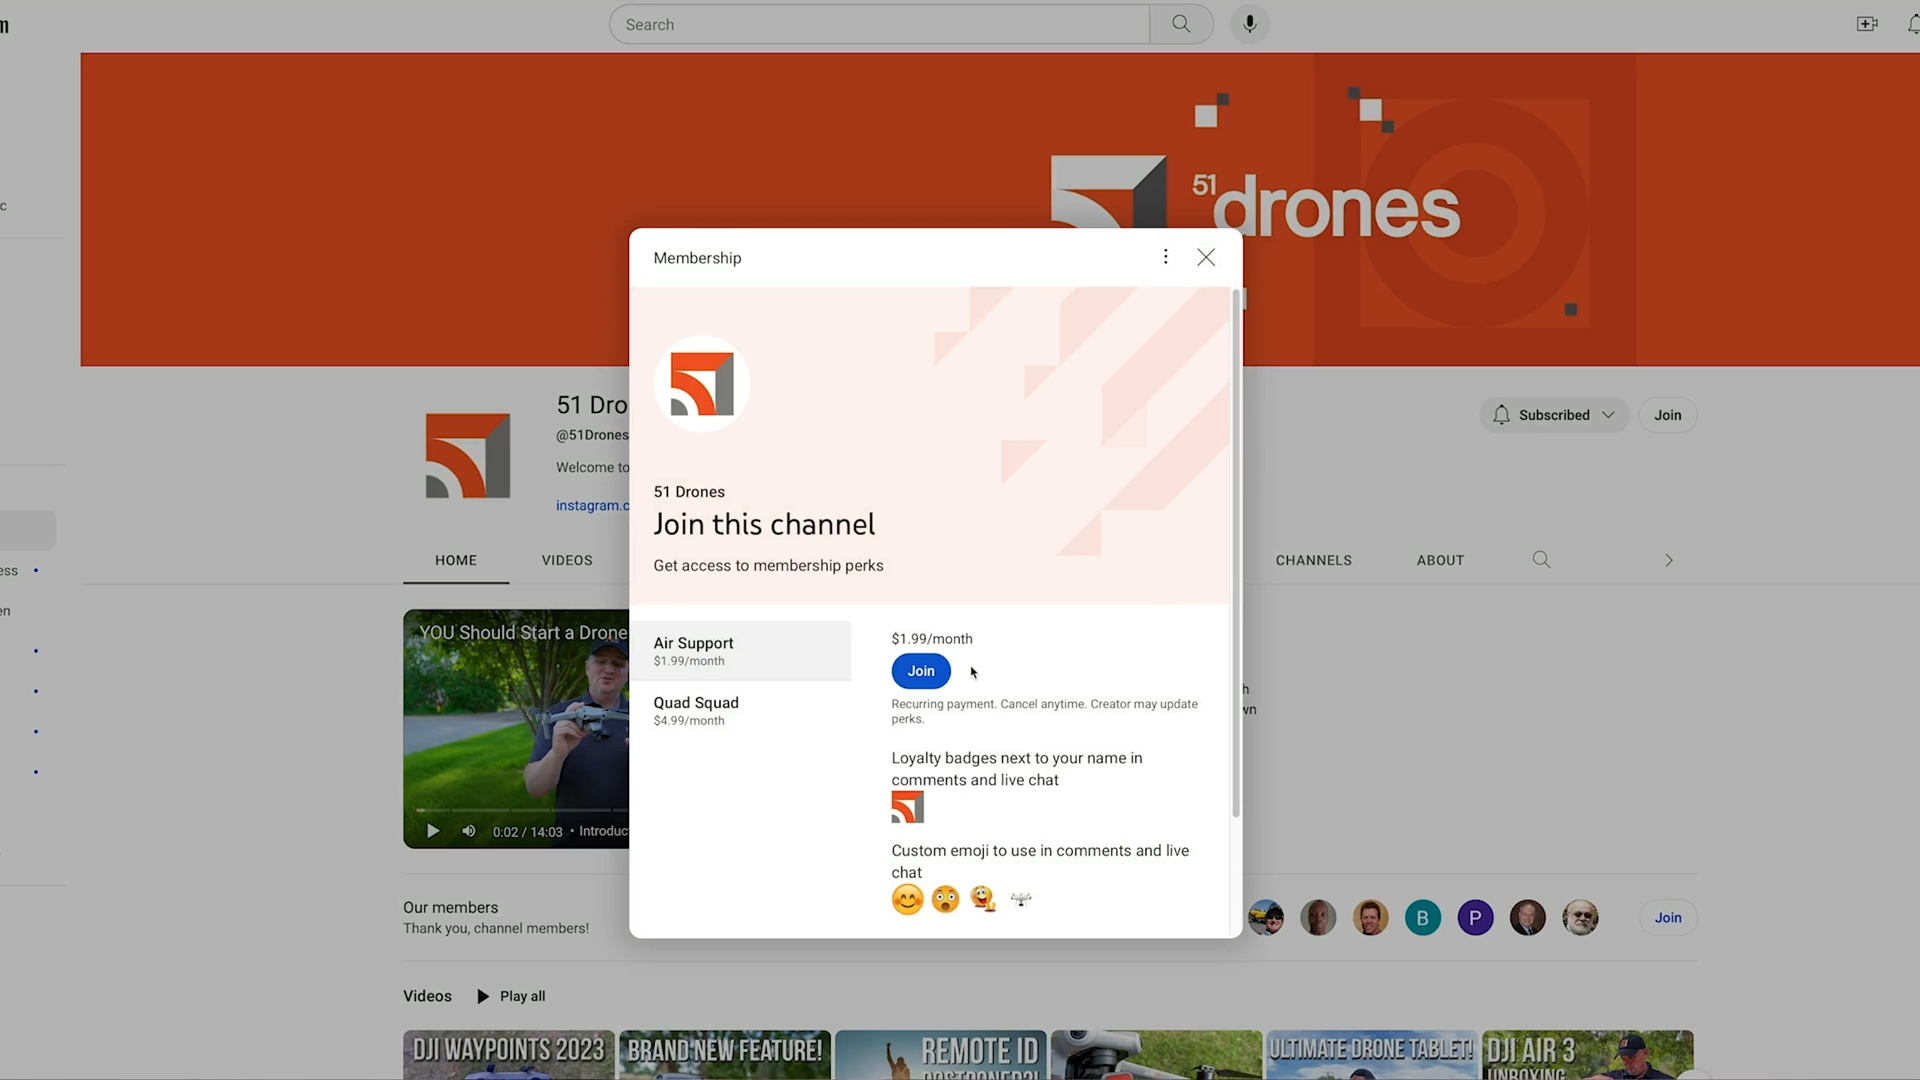 m
Search
c
51
drones
Membership
51 Drones
Join this channel
Get access to membership perks
Air Support
$1.99/month
Quad Squad
$4.99/month
$1.99/month
Join
Recurring payment. Cancel anytime. Creator may update
perks.
Loyalty badges next to your name in
comments and live chat
Custom emoji to use in comments and live
chat
51 Dro
@51Drones
Welcome to
instagram.c
Subscribed
Join
HOME
VIDEOS
CHANNELS
ABOUT
ess
en
YOU Should Start a Drone
0:02 / 14:03 • Introduc
h
wn
Our members
Thank you, channel members!
B
P
Join
Videos
Play all
DJI WAYPOINTS 2023
BRAND NEW FEATURE!
REMOTE ID
POSTPONED?!
ULTIMATE DRONE TABLET!
DJI AIR 3
UNBOXING